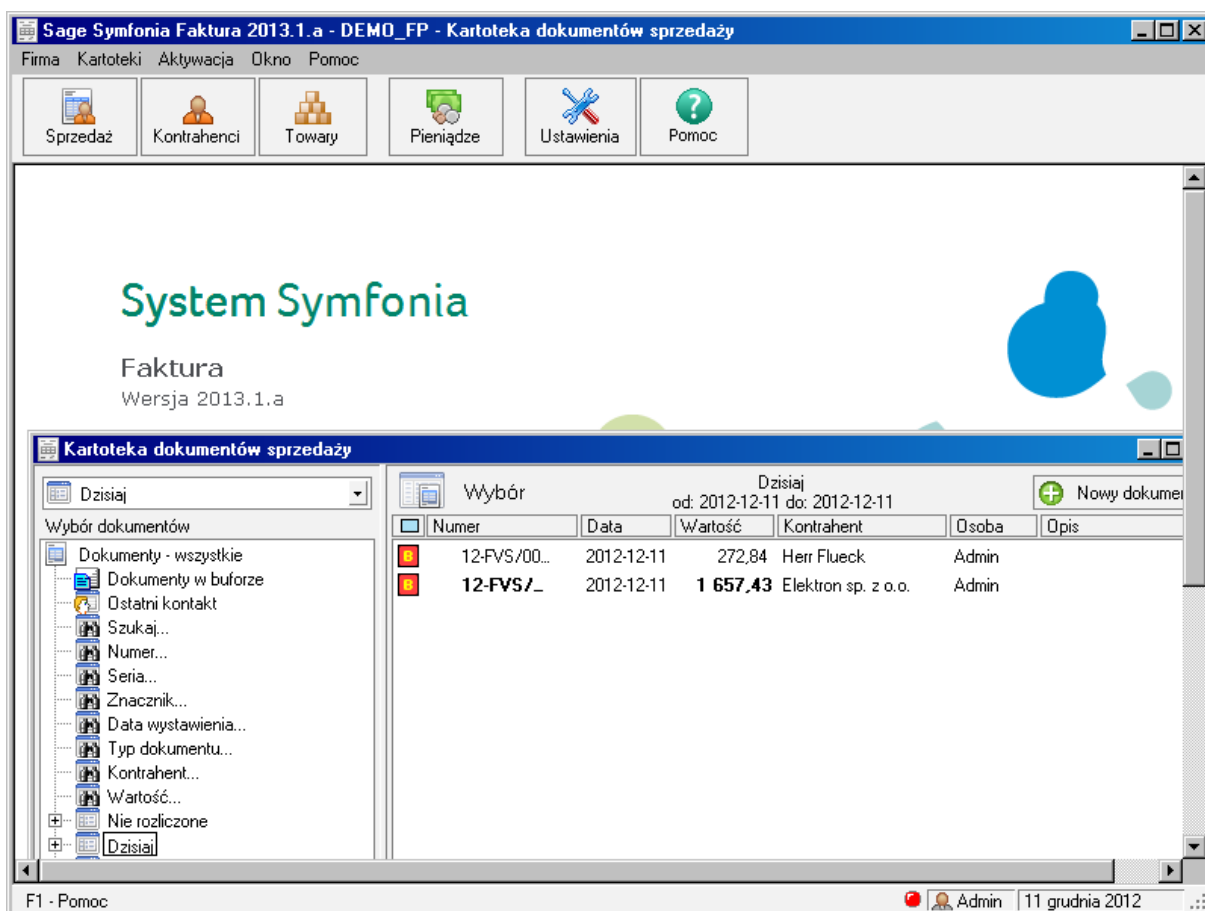 Sage Symfonia Faktura 2013.1.a - DEMO_FP - Kartoteka dokumentów sprzedaży
Firma Kartoteki Aktywacja Okno Pomoc
Sprzedaż Kontrahenci Towary Pieniądze Ustawienia Pomoc
System Symfonia
Faktura
Wersja 2013.1.a
Kartoteka dokumentów sprzedaży
Dzisiaj
Wybór dokumentów
Dokumenty - wszystkie
Dokumenty w buforze
Ostatni kontakt
Szukaj...
Numer...
Seria...
Znacznik...
Data wystawienia...
Typ dokumentu...
Kontrahent...
Wartość...
Nie rozliczone
Dzisiaj
Wybór
Dzisiaj
od: 2012-12-11 do: 2012-12-11
Nowy dokumen
Numer Data Wartość Kontrahent Osoba Opis
B 12-FVS/00... 2012-12-11 272,84 Herr Flueck Admin
B 12-FVS/_ 2012-12-11 1 657,43 Elektron sp. z o.o. Admin
F1 - Pomoc
Admin 11 grudnia 2012